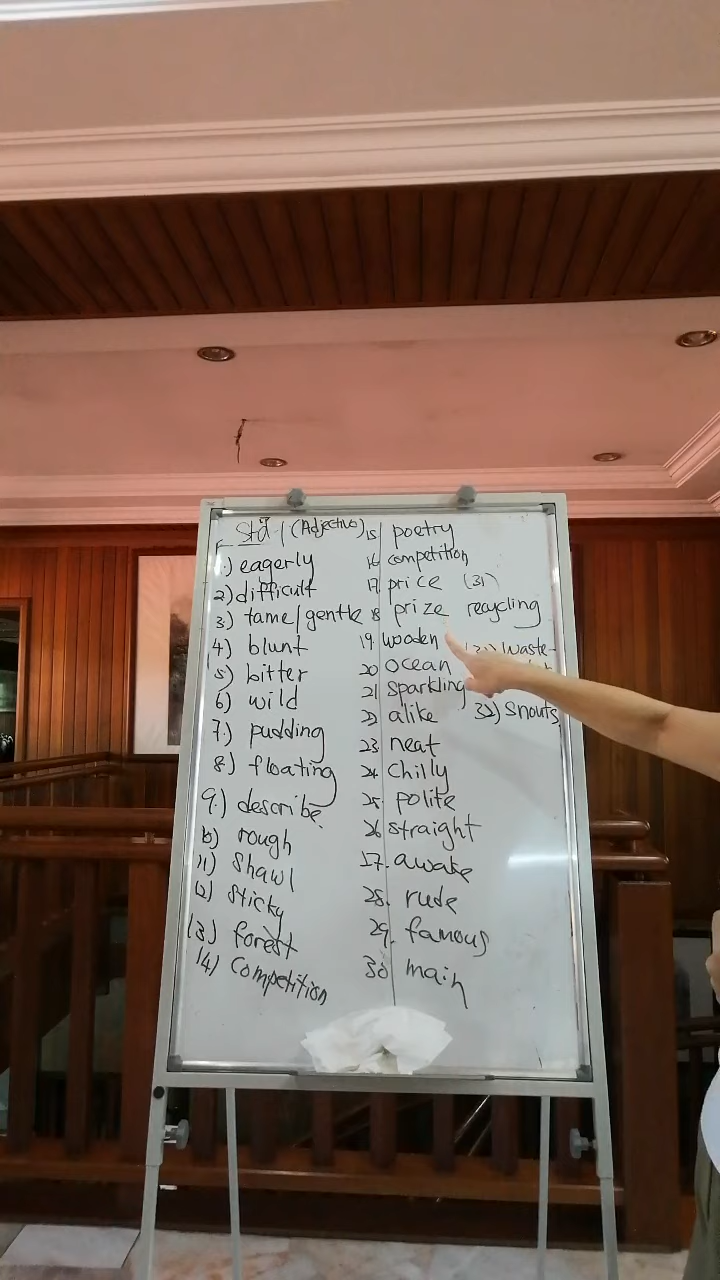 Std 1 (Adjective)
1.) eagerly
2) difficult
3.) tame/gentle
4.) blunt
5) bitter
6) wild
7.) pudding
8.) floating
9.) describe
10) rough
11) shawl
12) sticky
13) forest
14) competition
15 poetry
16 competition
17 price
18 prize
19. wooden
20 ocean
21 sparkling
22) alike
23 neat
24. chilly
25. polite
26 straight
27. awake
28. rude
29. famous
30 main
(31)
recycling
waste-
32) snouts